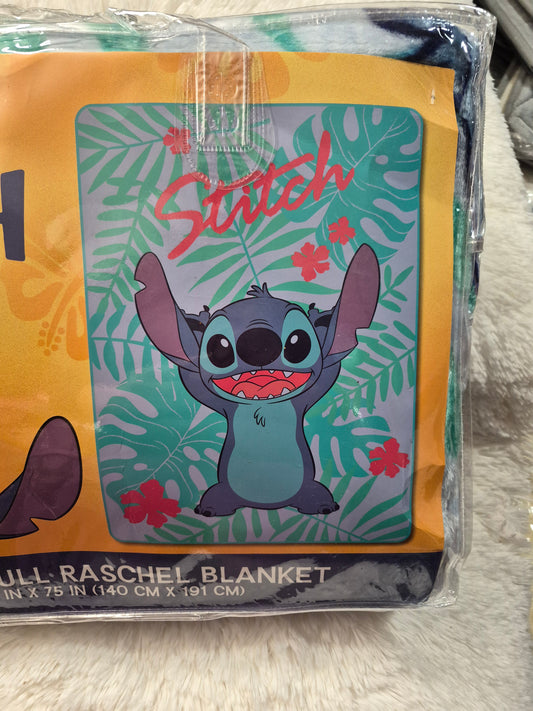 H
Stitch
ULL RASCHEL BLANKET
IN X 75 IN (140 CM X 191 CM)